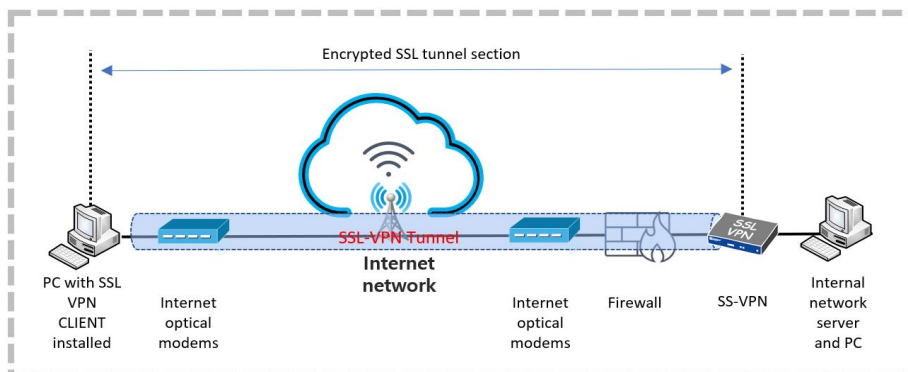 Encrypted SSL tunnel section
SSL-VPN Tunnel
Internet
network
SSL
VPN
PC with SSL
VPN
CLIENT
installed
Internet
optical
modems
Internet
optical
modems
Firewall
SS-VPN
Internal
network
server
and PC